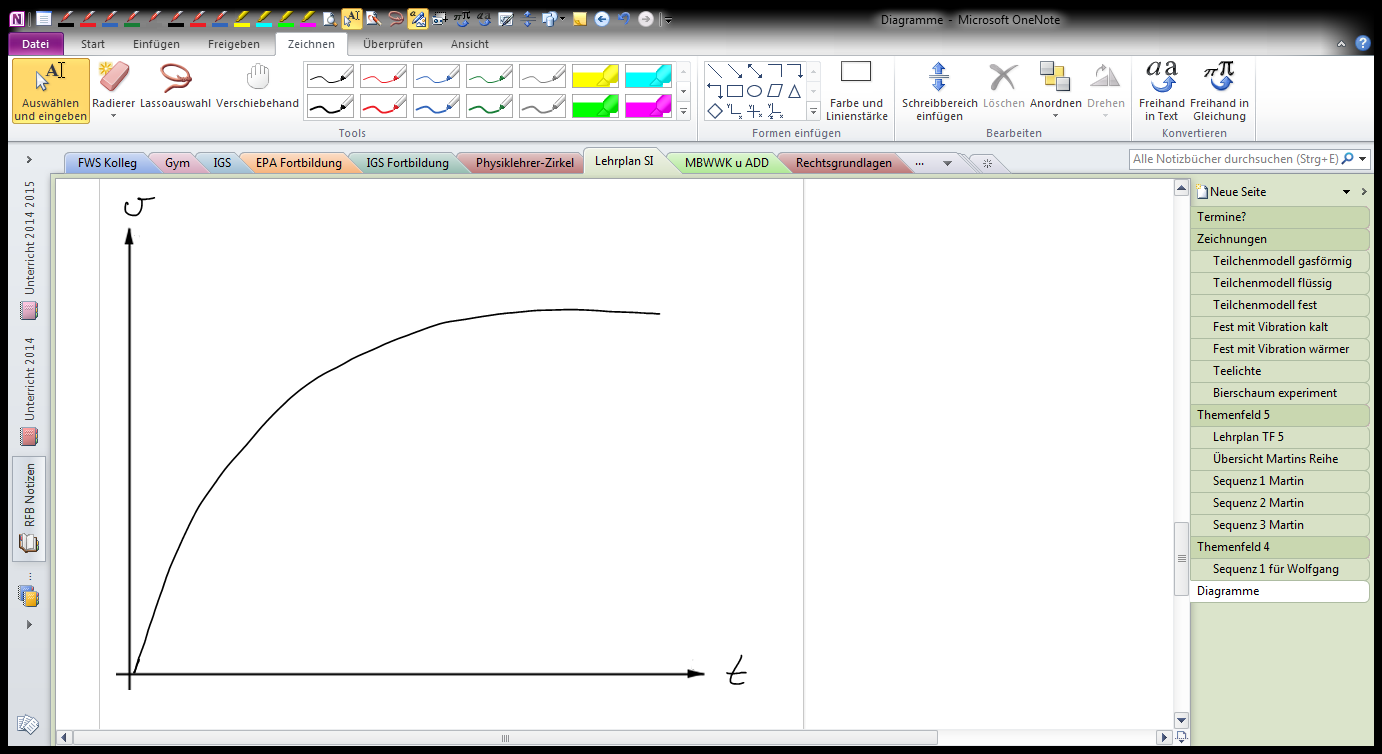 Diagramme - Microsoft OneNote
Datei Start Einfügen Freigeben Zeichnen Überprüfen Ansicht
Auswählen und eingeben
Radierer
Lassoauswahl
Verschiebehand
Tools
Formen einfügen
Farbe und Linienstärke
Schreibbereich einfügen
Löschen
Anordnen
Drehen
Bearbeiten
Freihand in Text
Freihand in Gleichung
Konvertieren
FWS Kolleg Gym IGS EPA Fortbildung IGS Fortbildung Physiklehrer-Zirkel Lehrplan SI MBWWK u ADD Rechtsgrundlagen ...
Alle Notizbücher durchsuchen (Strg+E)
Unterricht 2014 2015
Unterricht 2014
RFB Notizen
t
Neue Seite
Termine?
Zeichnungen
Teilchenmodell gasförmig
Teilchenmodell flüssig
Teilchenmodell fest
Fest mit Vibration kalt
Fest mit Vibration wärmer
Teelichte
Bierschaum experiment
Themenfeld 5
Lehrplan TF 5
Übersicht Martins Reihe
Sequenz 1 Martin
Sequenz 2 Martin
Sequenz 3 Martin
Themenfeld 4
Sequenz 1 für Wolfgang
Diagramme